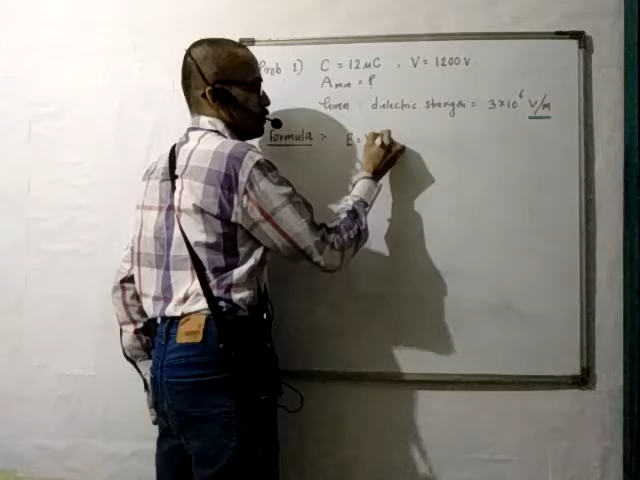 Prob 1) C = 12 μC , V = 1200 V
Amin = ?
Given : dielectric strength = 3×10⁶ V/m
formula :- E =